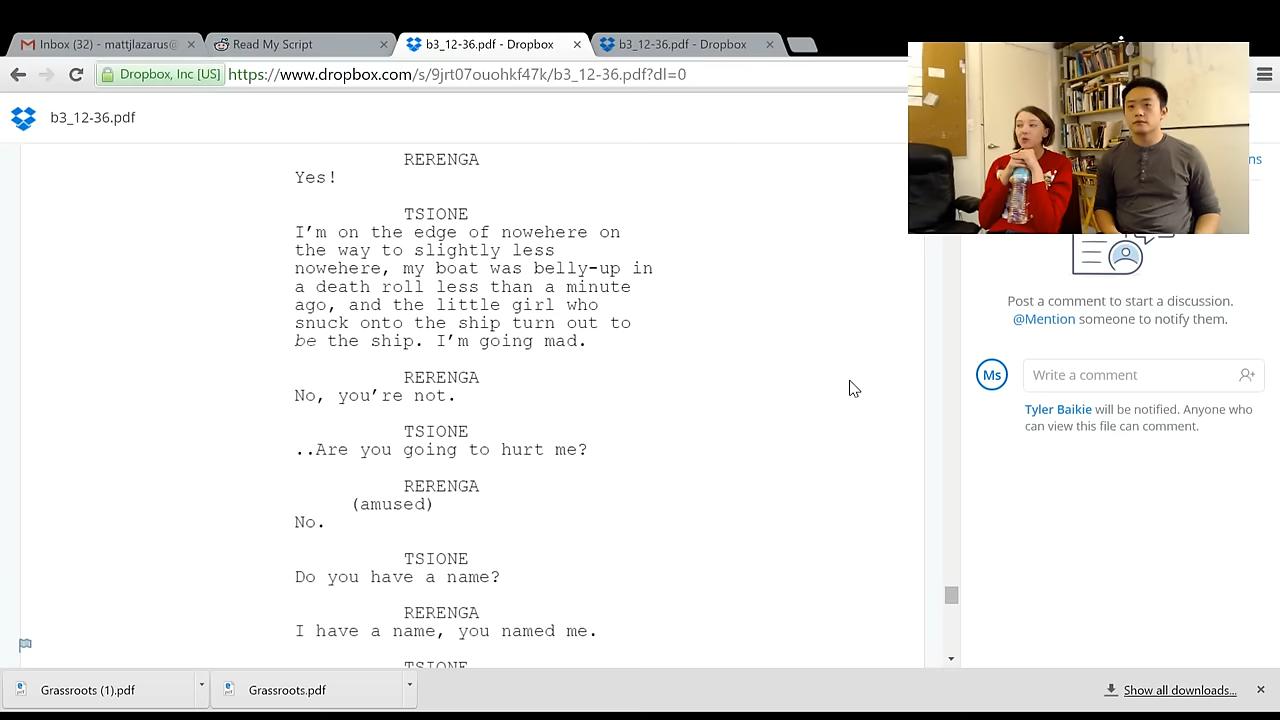 Inbox (32) - mattjlazarus@
Read My Script
b3_12-36.pdf - Dropbox
b3_12-36.pdf - Dropbox
Dropbox, Inc [US]
https://www.dropbox.com/s/9jrt07ouohkf47k/b3_12-36.pdf?dl=0
b3_12-36.pdf
RERENGA
Yes!
TSIONE
I’m on the edge of nowhere on
the way to slightly less
nowhere, my boat was belly-up in
a death roll less than a minute
ago, and the little girl who
snuck onto the ship turn out to
be the ship. I’m going mad.
RERENGA
No, you’re not.
TSIONE
..Are you going to hurt me?
RERENGA
(amused)
No.
TSIONE
Do you have a name?
RERENGA
I have a name, you named me.
TSIONE
Post a comment to start a discussion.
@Mention someone to notify them.
Ms
Write a comment
Tyler Baikie will be notified. Anyone who
can view this file can comment.
Grassroots (1).pdf
Grassroots.pdf
Show all downloads...